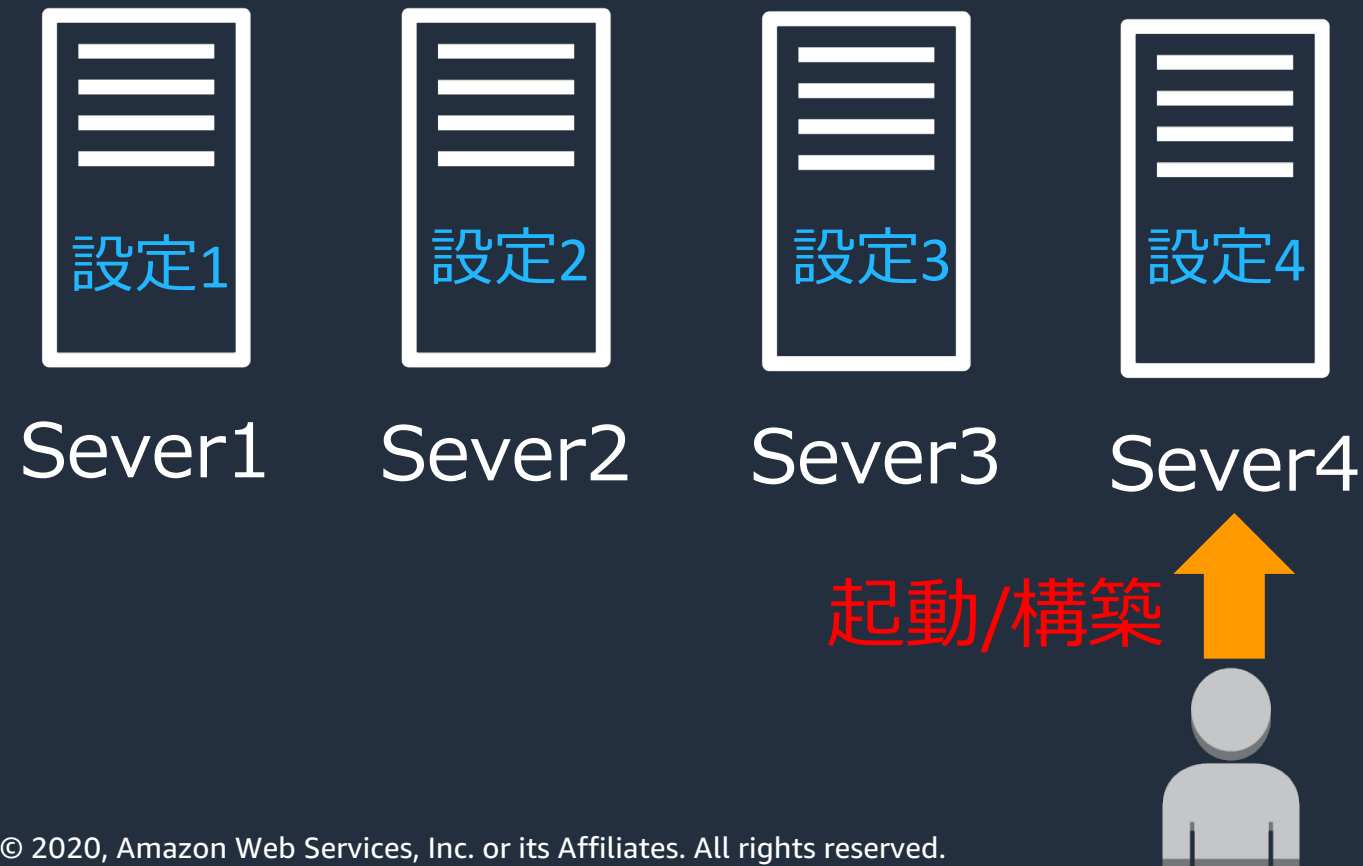 設定1
設定2
設定3
設定4
Sever1
Sever2
Sever3
Sever4
起動/構築
© 2020, Amazon Web Services, Inc. or its Affiliates. All rights reserved.